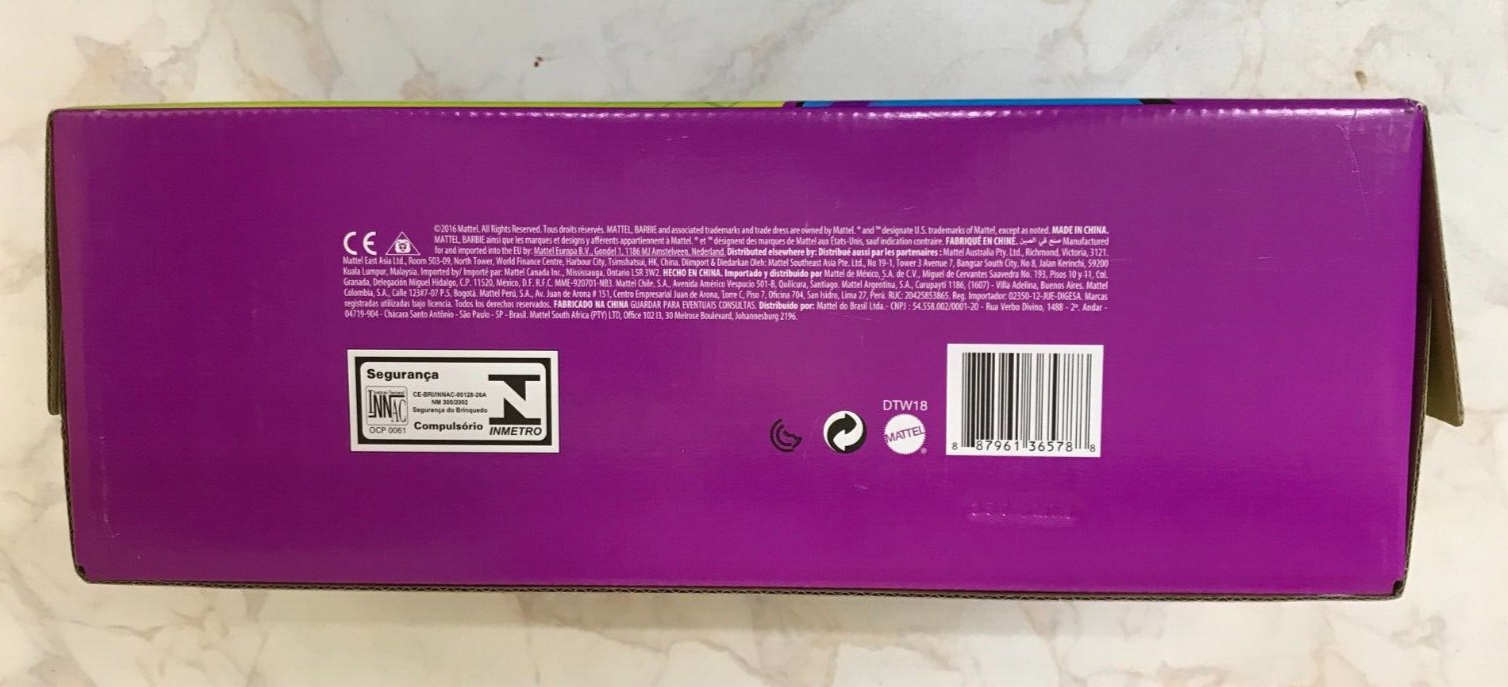 CE
©2016 Mattel. All Rights Reserved. Tous droits réservés. MATTEL, BARBIE and associated trademarks and trade dress are owned by Mattel. ® and ™ designate U.S. trademarks of Mattel, except as noted. MADE IN CHINA.
MATTEL, BARBIE ainsi que les marques et designs y afférents appartiennent à Mattel. ® et ™ désignent des marques de Mattel aux États-Unis, sauf indication contraire. FABRIQUÉ EN CHINE. صنع في الصين Manufactured
for and imported into the EU by: Mattel Europa B.V., Gondel 1, 1186 MJ Amstelveen, Nederland. Distributed elsewhere by: Distribué aussi par les partenaires : Mattel Australia Pty. Ltd., Richmond, Victoria, 3121.
Mattel East Asia Ltd., Room 503-09, North Tower, World Finance Centre, Harbour City, Tsimshatsui, HK, China. Diimport & Diedarkan Oleh: Mattel Southeast Asia Pte. Ltd., No 19-1, Tower 3 Avenue 7, Bangsar South City, No 8, Jalan Kerinchi, 59200
Kuala Lumpur, Malaysia. Imported by/ Importé par: Mattel Canada Inc., Mississauga, Ontario L5R 3W2. HECHO EN CHINA. Importado y distribuido por Mattel de México, S.A. de C.V., Miguel de Cervantes Saavedra No. 193, Pisos 10 y 11, Col.
Granada, Delegación Miguel Hidalgo, C.P. 11520, México, D.F. R.F.C. MME-920701-NB3. Mattel Chile, S.A., Avenida Américo Vespucio 501-B, Quilicura, Santiago. Mattel Argentina, S.A., Curupaytí 1186, (1607) - Villa Adelina, Buenos Aires. Mattel
Colombia, S.A., Calle 123#7-07 P.5, Bogotá. Mattel Perú, S.A., Av. Juan de Arona # 151, Centro Empresarial Juan de Arona, Torre C, Piso 7, Oficina 704, San Isidro, Lima 27, Perú. RUC: 20425853865. Reg. Importador: 02350-12-JUE-DIGESA. Marcas
registradas utilizadas bajo licencia. Todos los derechos reservados. FABRICADO NA CHINA GUARDAR PARA EVENTUAIS CONSULTAS. Distribuído por: Mattel do Brasil Ltda.- CNPJ : 54.558.002/0001-20 - Rua Verbo Divino, 1488 - 2º. Andar -
04719-904 - Chácara Santo Antônio - São Paulo - SP - Brasil. Mattel South Africa (PTY) LTD, Office 102 I3, 30 Melrose Boulevard, Johannesburg 2196.
Segurança
INNAC
CE-BRI/INNAC-00128-26A
NM 300/2002
Segurança do Brinquedo
OCP 0061
Compulsório
INMETRO
DTW18
MATTEL®
8 87961 36578 8